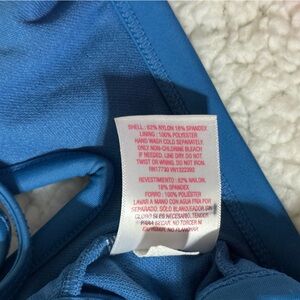 SHELL : 82% NYLON 18% SPANDEX
LINING : 100% POLYESTER
HAND WASH COLD SEPARATELY.
ONLY NON-CHLORINE BLEACH
IF NEEDED. LINE DRY. DO NOT
TWIST OR WRING. DO NOT IRON.
RN17730 VN1322393
REVESTIMIENTO : 82% NAILON,
18% SPANDEX
FORRO : 100% POLYESTER
LAVAR A MANO CON AGUA FRIA POR
SEPARADO. SÓLO BLANQUEADOR SIN
CLORO SI ES NECESARIO. TENDER
PARA SECAR. NO TORCER NI
EXPRIMIR. NO PLANCHAR.